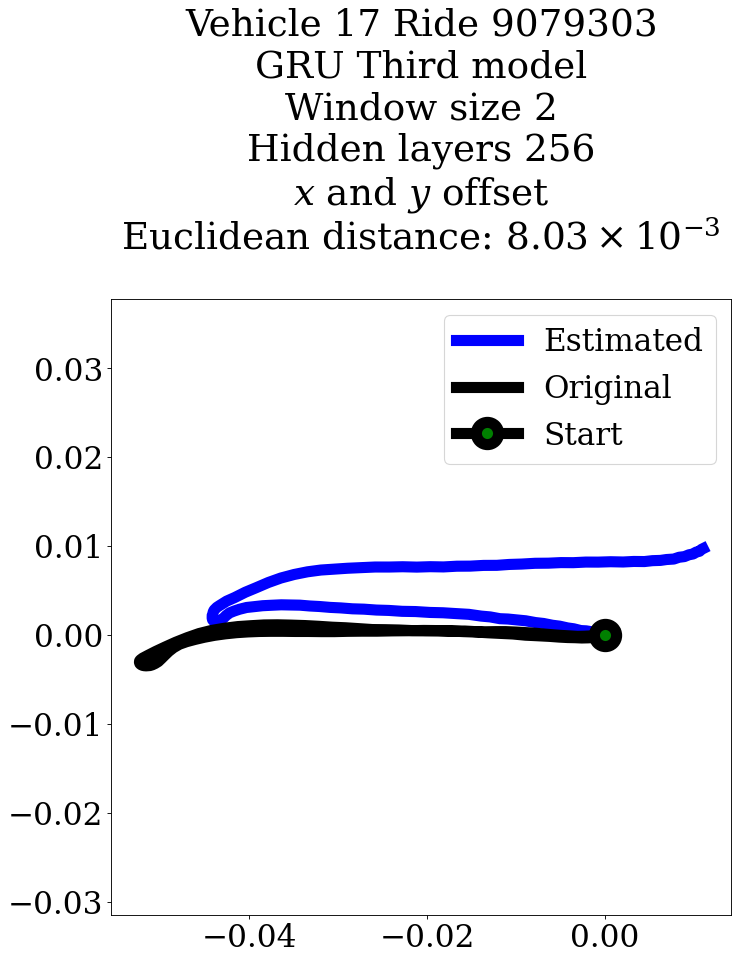 Vehicle 17 Ride 9079303
GRU Third model
Window size 2
Hidden layers 256
x and y offset
Euclidean distance: 8.03 × 10⁻³
Estimated
Original
Start
0.03
0.02
0.01
0.00
−0.01
−0.02
−0.03
−0.04
−0.02
0.00